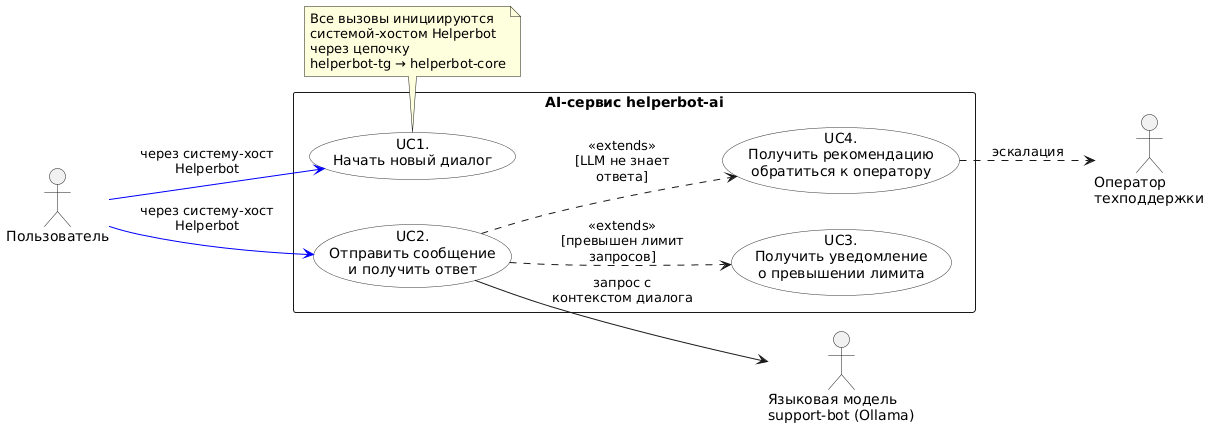 Все вызовы инициируются
системой-хостом Helperbot
через цепочку
helperbot-tg → helperbot-core
AI-сервис helperbot-ai
UC1.
Начать новый диалог
UC2.
Отправить сообщение
и получить ответ
UC4.
Получить рекомендацию
обратиться к оператору
UC3.
Получить уведомление
о превышении лимита
Пользователь
через систему-хост
Helperbot
через систему-хост
Helperbot
«extends»
[LLM не знает
ответа]
«extends»
[превышен лимит
запросов]
запрос с
контекстом диалога
эскалация
Оператор
техподдержки
Языковая модель
support-bot (Ollama)